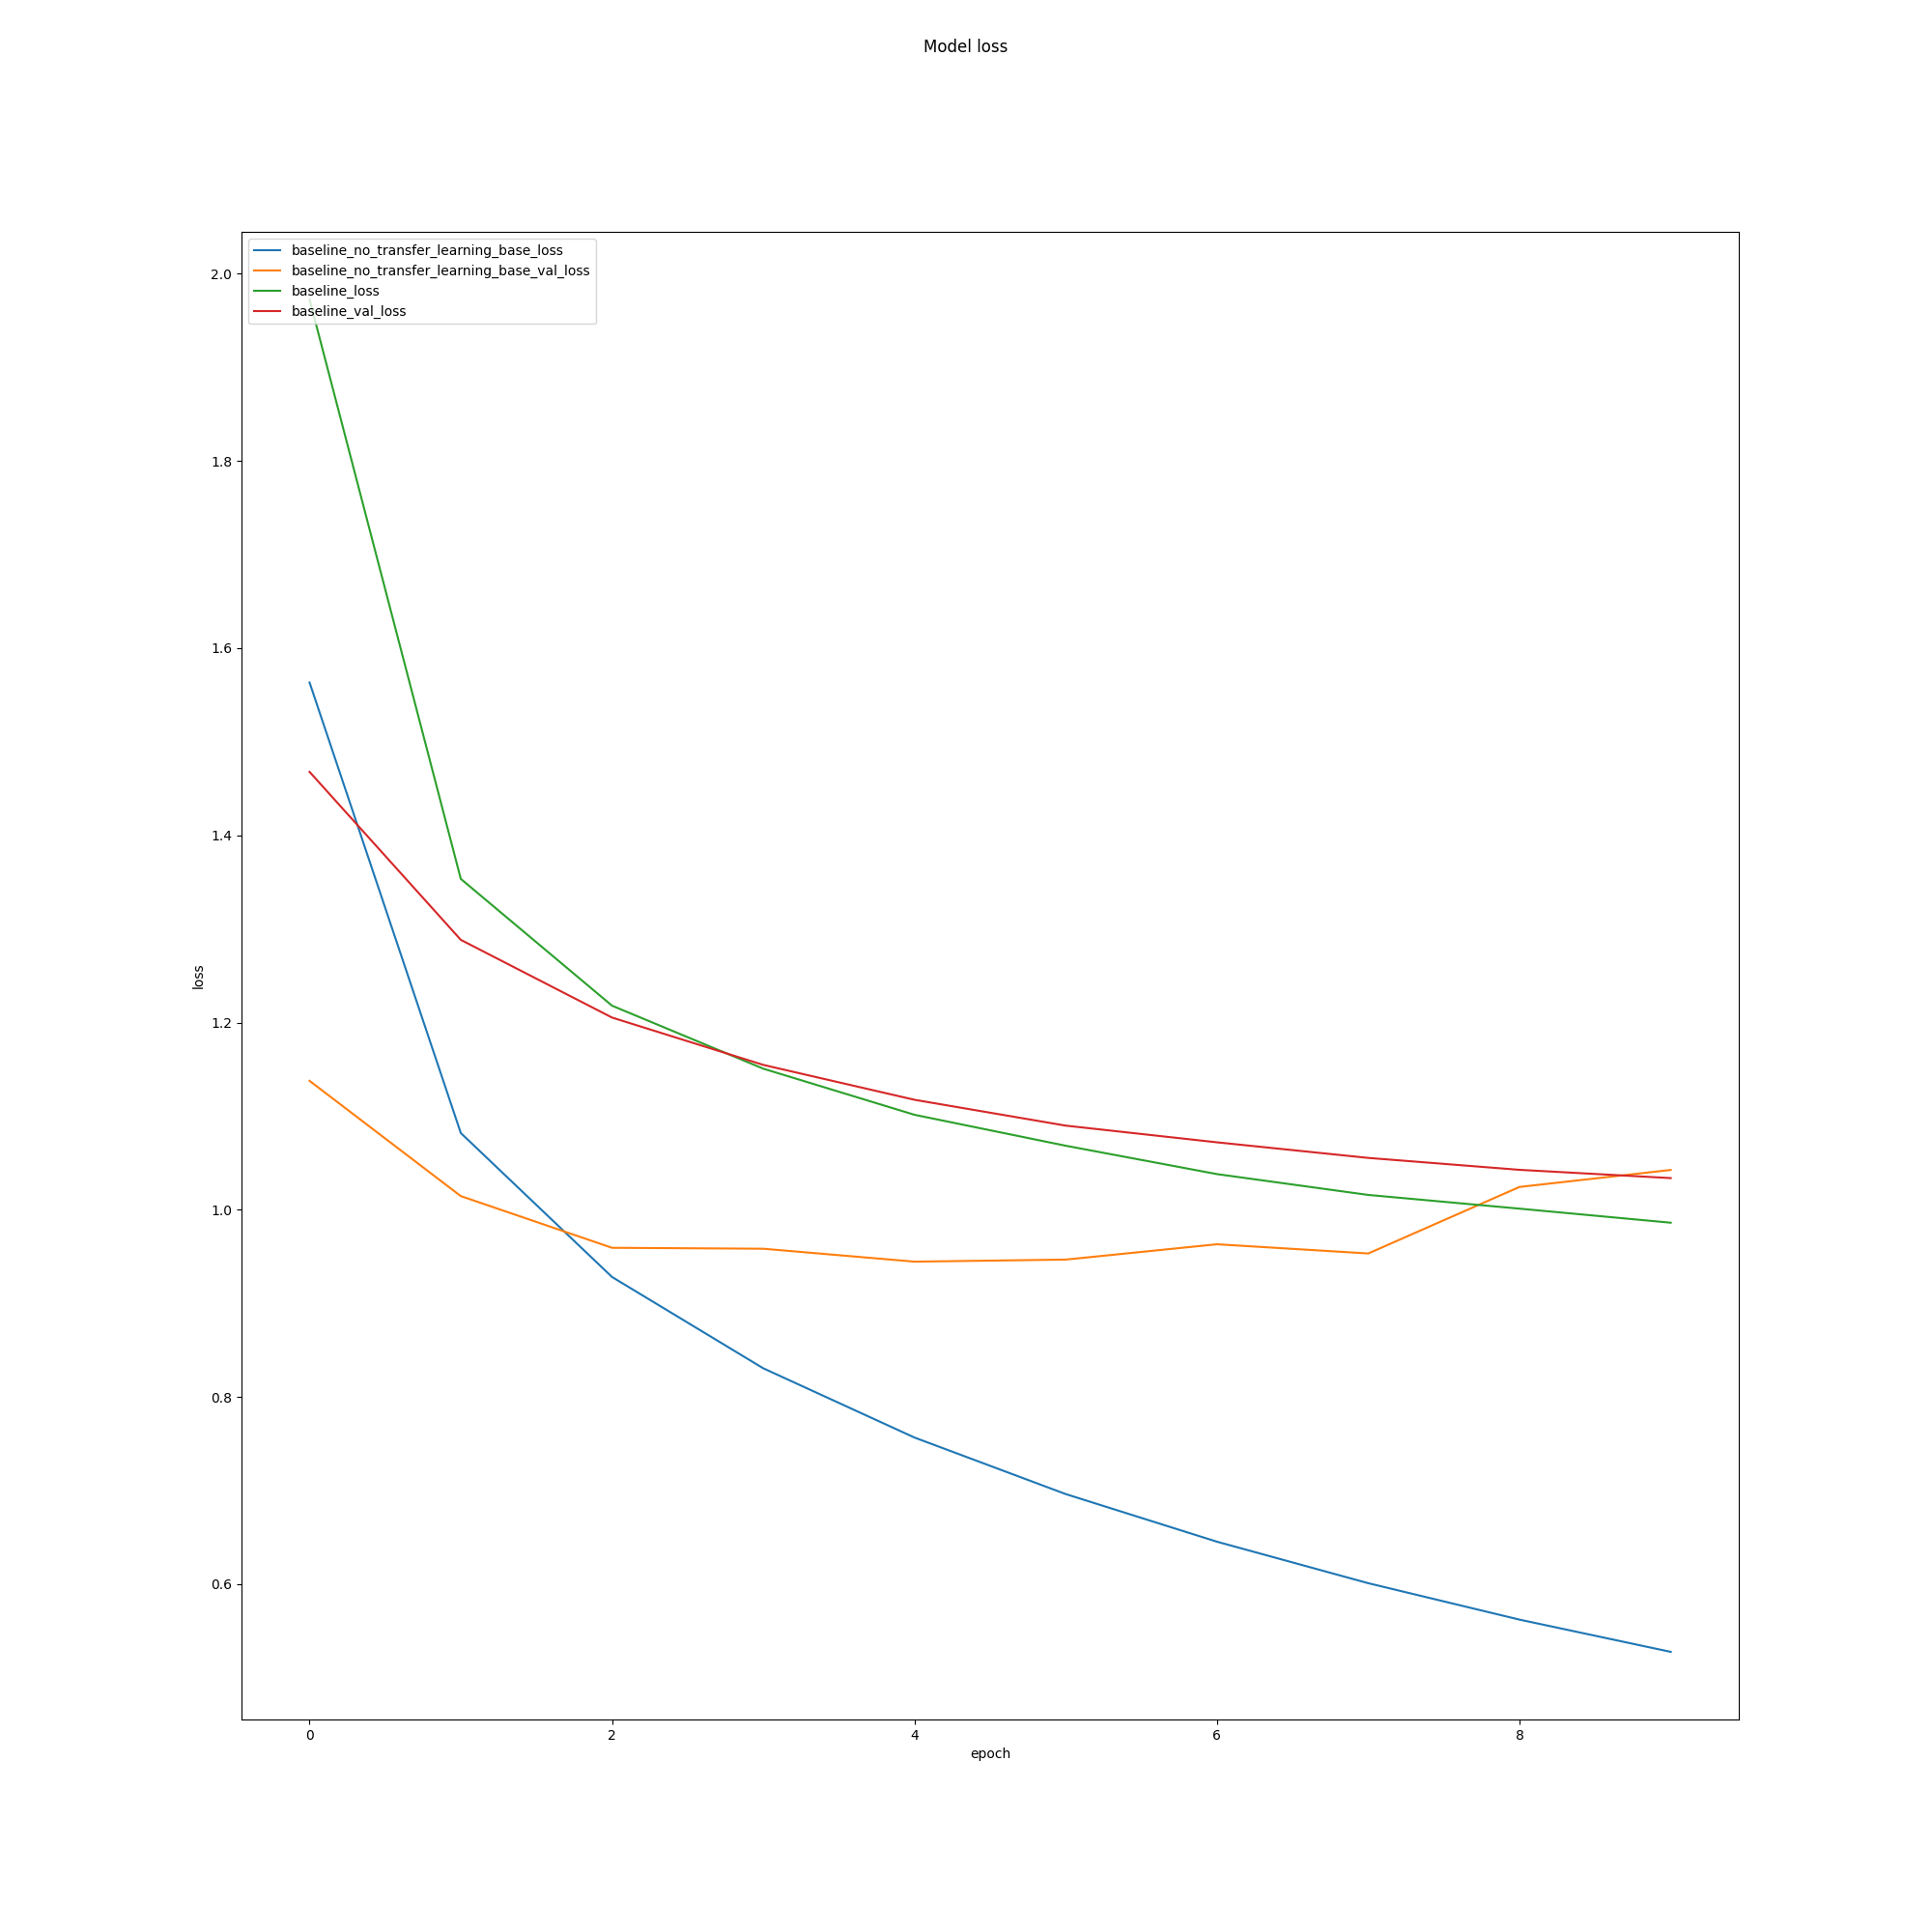 Model loss
baseline_no_transfer_learning_base_loss
baseline_no_transfer_learning_base_val_loss
baseline_loss
baseline_val_loss
2.0
1.8
1.6
1.4
1.2
1.0
0.8
0.6
loss
0 2 4 6 8
epoch